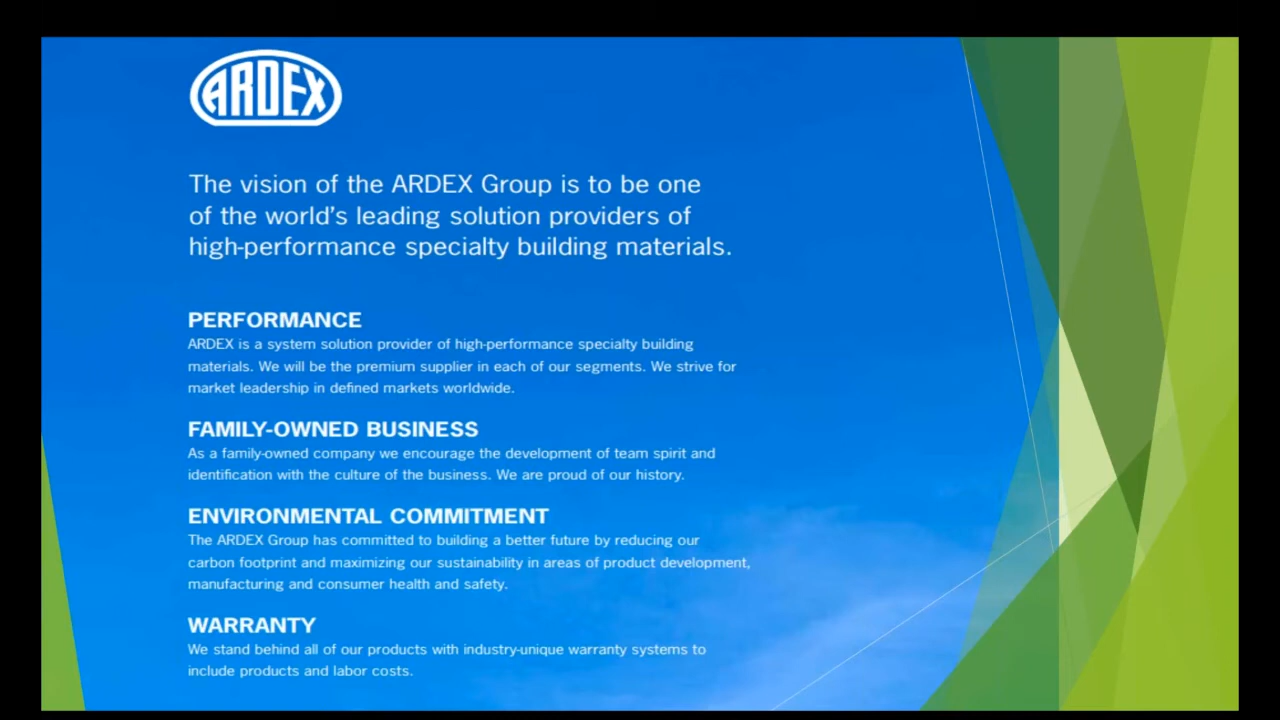 ARDEX
The vision of the ARDEX Group is to be one
of the world's leading solution providers of
high-performance specialty building materials.
PERFORMANCE
ARDEX is a system solution provider of high-performance specialty building
materials. We will be the premium supplier in each of our segments. We strive for
market leadership in defined markets worldwide.
FAMILY-OWNED BUSINESS
As a family-owned company we encourage the development of team spirit and
identification with the culture of the business. We are proud of our history.
ENVIRONMENTAL COMMITMENT
The ARDEX Group has committed to building a better future by reducing our
carbon footprint and maximizing our sustainability in areas of product development,
manufacturing and consumer health and safety.
WARRANTY
We stand behind all of our products with industry-unique warranty systems to
include products and labor costs.